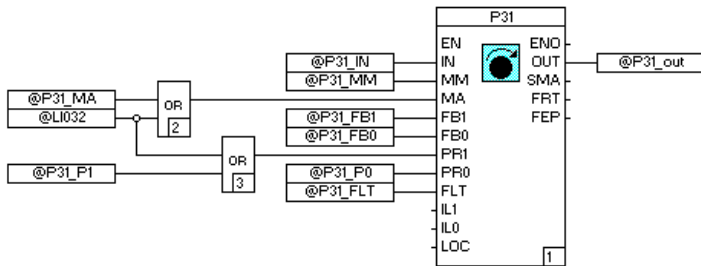 P31
EN ENO
@P31_IN IN OUT @P31_out
@P31_MM MM SMA
@P31_MA OR MA FRT
@LI032 2 @P31_FB1 FB1 FEP
@P31_FB0 FB0
OR PR1
@P31_P1 3 @P31_P0 PR0
@P31_FLT FLT
IL1
IL0
LOC 1